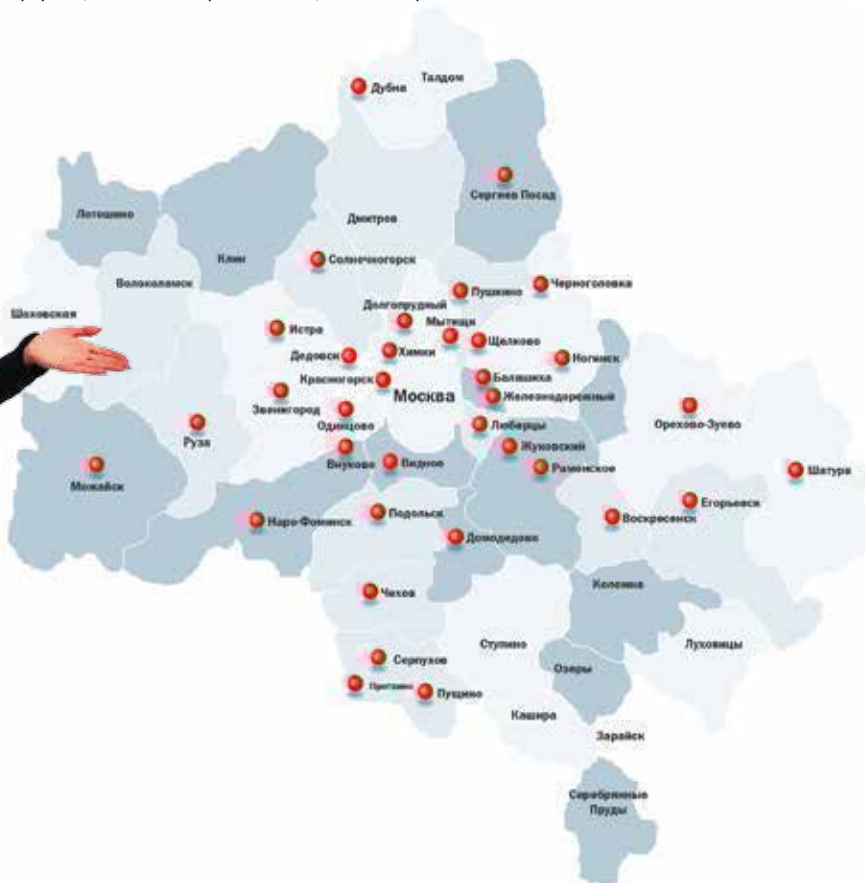 Талдом
Дубна
Сергиев Посад
Лотошино
Дмитров
Клин
Солнечногорск
Волоколамск
Черноголовка
Пушкино
Долгопрудный
Шаховская
Мытищи
Истра
Щелково
Дедовск
Химки
Ногинск
Красногорск
Балашиха
Москва
Железнодорожный
Звенигород
Одинцово
Люберцы
Орехово-Зуево
Руза
Жуковский
Внуково
Видное
Раменское
Шатура
Можайск
Егорьевск
Подольск
Воскресенск
Наро-Фоминск
Домодедово
Коломна
Чехов
Ступино
Луховицы
Серпухов
Озеры
Протвино
Пущино
Кашира
Зарайск
Серебрянные
Пруды